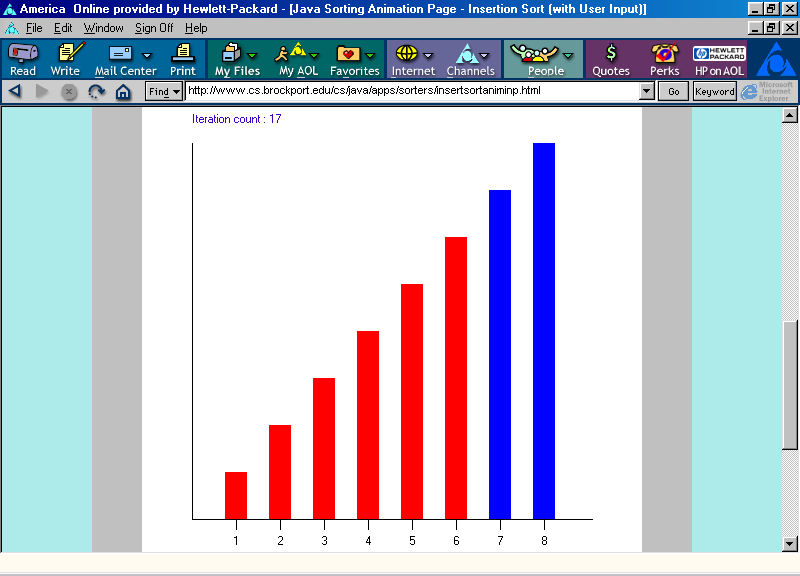 America Online provided by Hewlett-Packard - [Java Sorting Animation Page - Insertion Sort (with User Input)]
File Edit Window Sign Off Help
Read Write Mail Center Print My Files My AOL Favorites Internet Channels People Quotes Perks HP on AOL
HEWLETT PACKARD
Find http://www.cs.brockport.edu/cs/java/apps/sorters/insertsortaniminp.html Go Keyword Microsoft Internet Explorer
Iteration count : 17
1 2 3 4 5 6 7 8